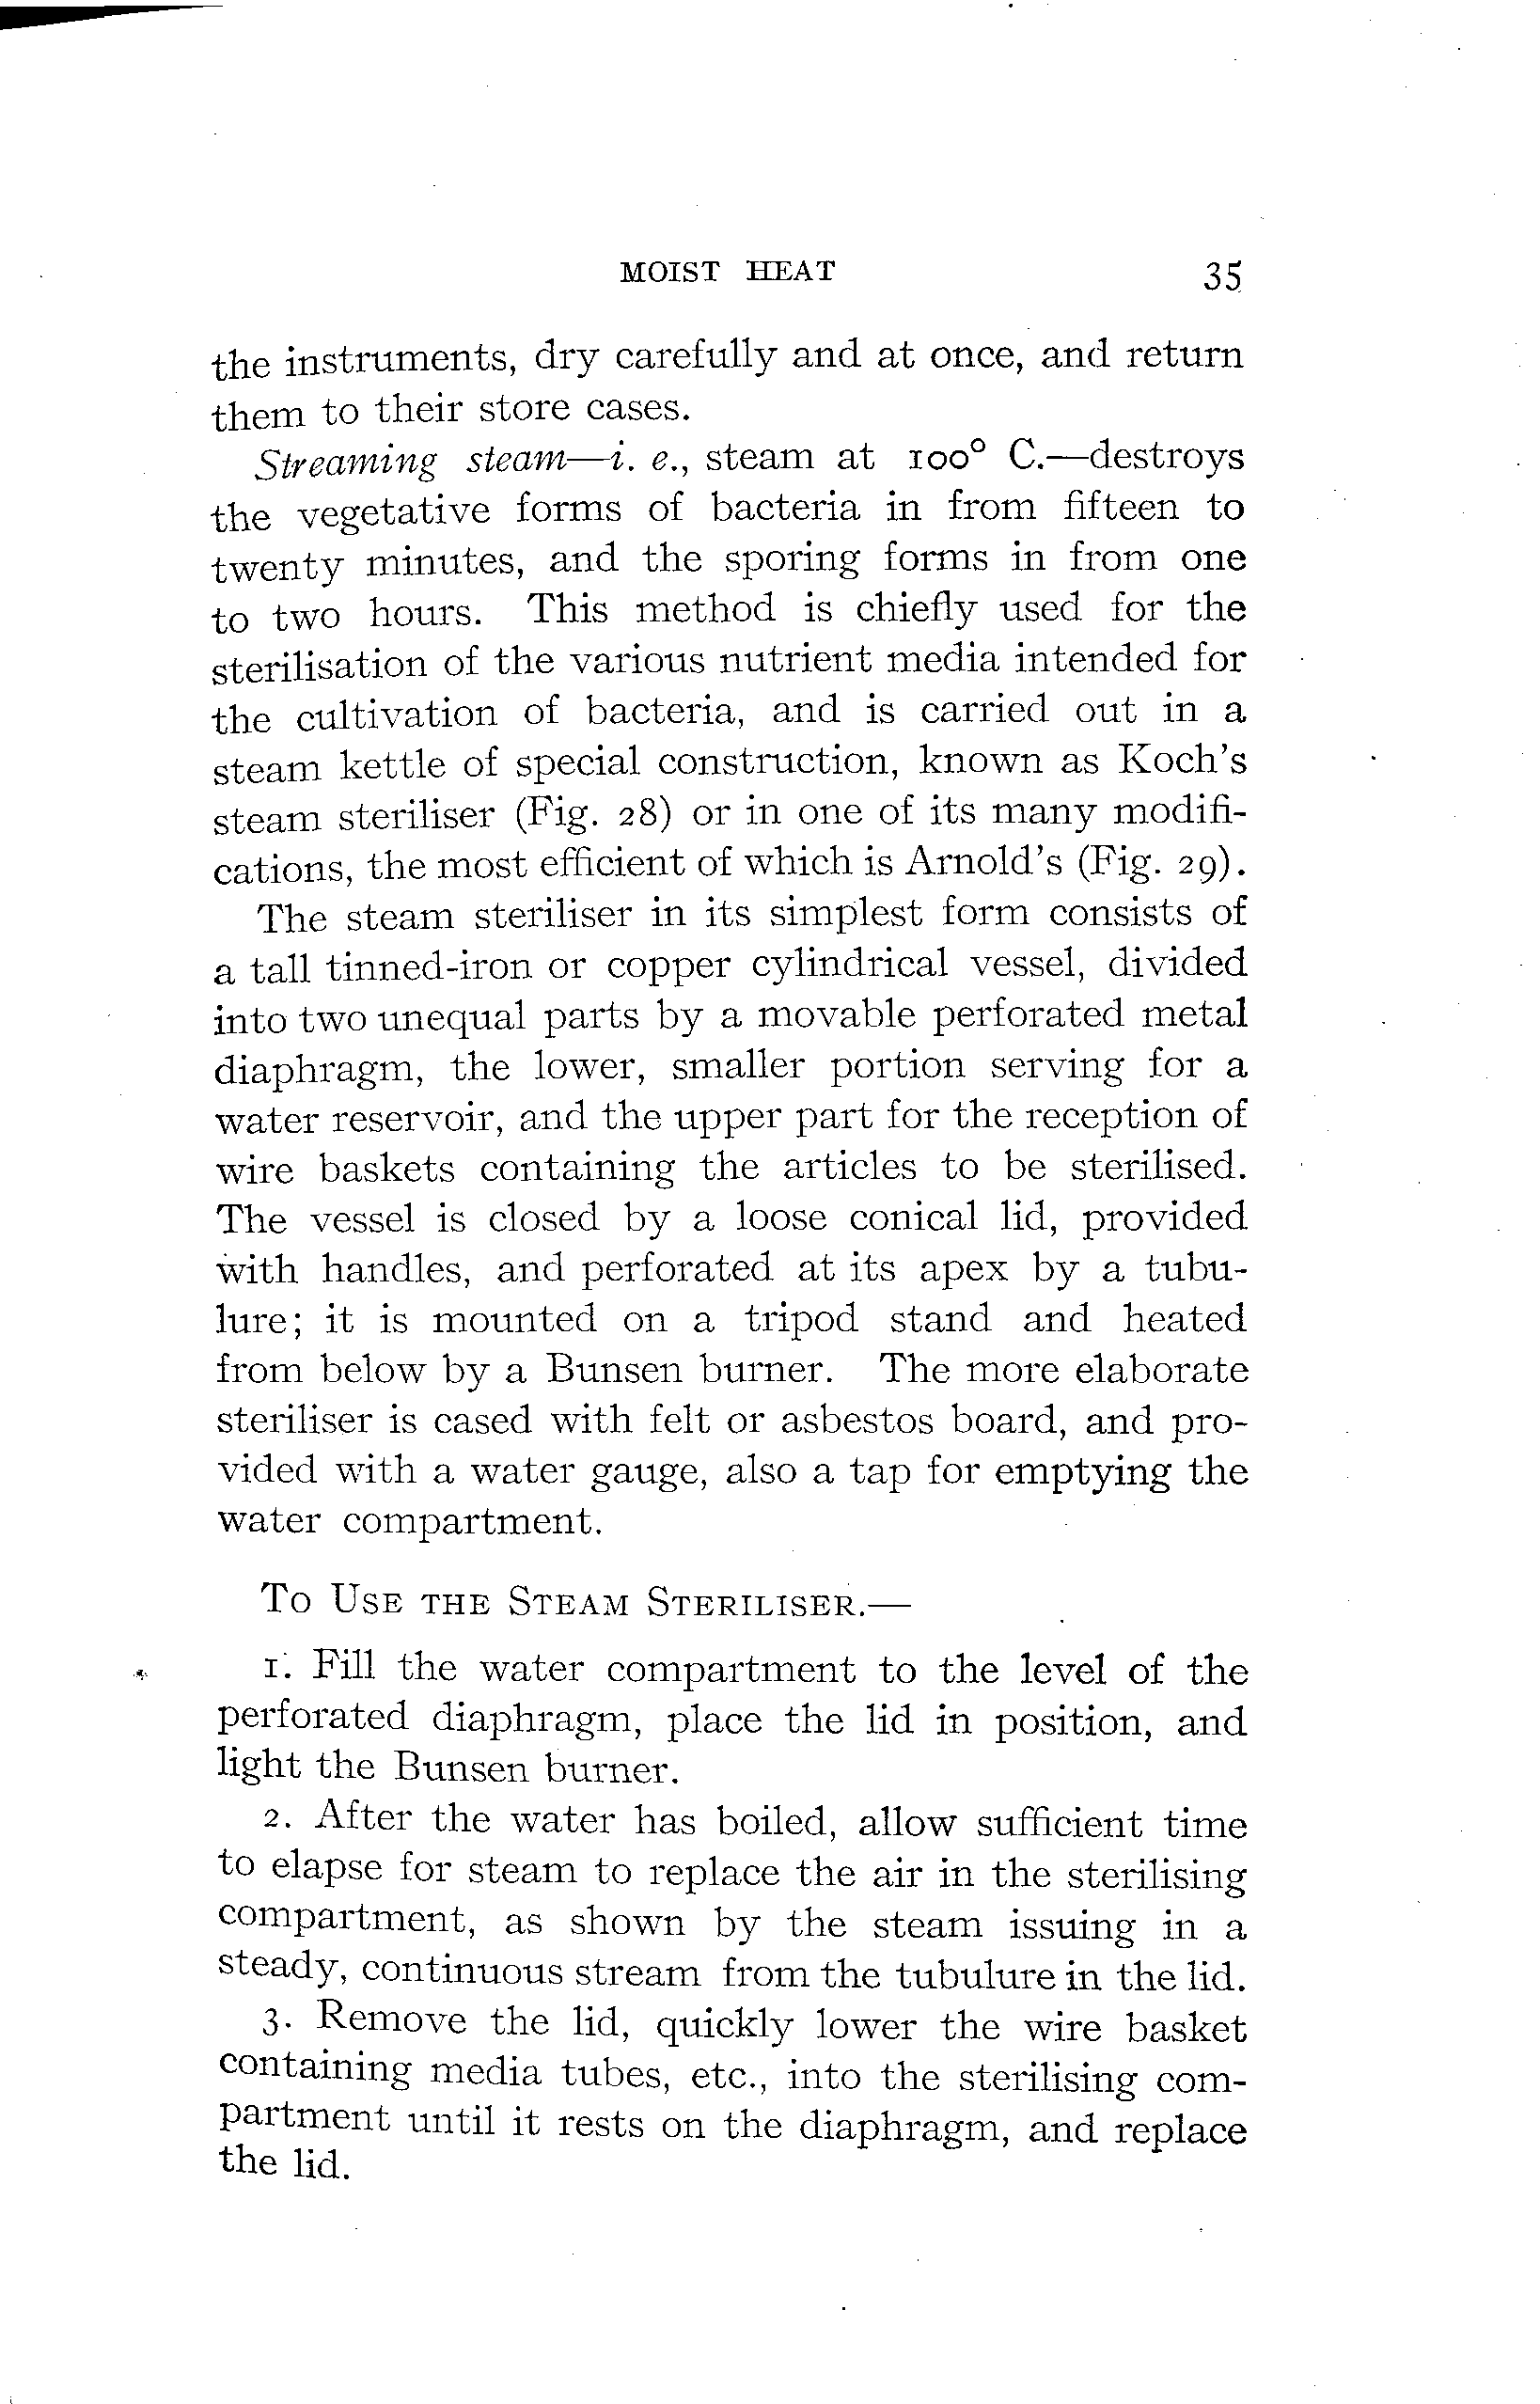 MOIST HEAT 35
the instruments, dry carefully and at once, and return
them to their store cases.
Streaming steam—i. e., steam at 100° C.—destroys
the vegetative forms of bacteria in from fifteen to
twenty minutes, and the sporing forms in from one
to two hours. This method is chiefly used for the
sterilisation of the various nutrient media intended for
the cultivation of bacteria, and is carried out in a
steam kettle of special construction, known as Koch's
steam steriliser (Fig. 28) or in one of its many modifi-
cations, the most efficient of which is Arnold's (Fig. 29).
The steam steriliser in its simplest form consists of
a tall tinned-iron or copper cylindrical vessel, divided
into two unequal parts by a movable perforated metal
diaphragm, the lower, smaller portion serving for a
water reservoir, and the upper part for the reception of
wire baskets containing the articles to be sterilised.
The vessel is closed by a loose conical lid, provided
with handles, and perforated at its apex by a tubu-
lure; it is mounted on a tripod stand and heated
from below by a Bunsen burner. The more elaborate
steriliser is cased with felt or asbestos board, and pro-
vided with a water gauge, also a tap for emptying the
water compartment.
To Use the Steam Steriliser.—
1. Fill the water compartment to the level of the
perforated diaphragm, place the lid in position, and
light the Bunsen burner.
2. After the water has boiled, allow sufficient time
to elapse for steam to replace the air in the sterilising
compartment, as shown by the steam issuing in a
steady, continuous stream from the tubulure in the lid.
3. Remove the lid, quickly lower the wire basket
containing media tubes, etc., into the sterilising com-
partment until it rests on the diaphragm, and replace
the lid.